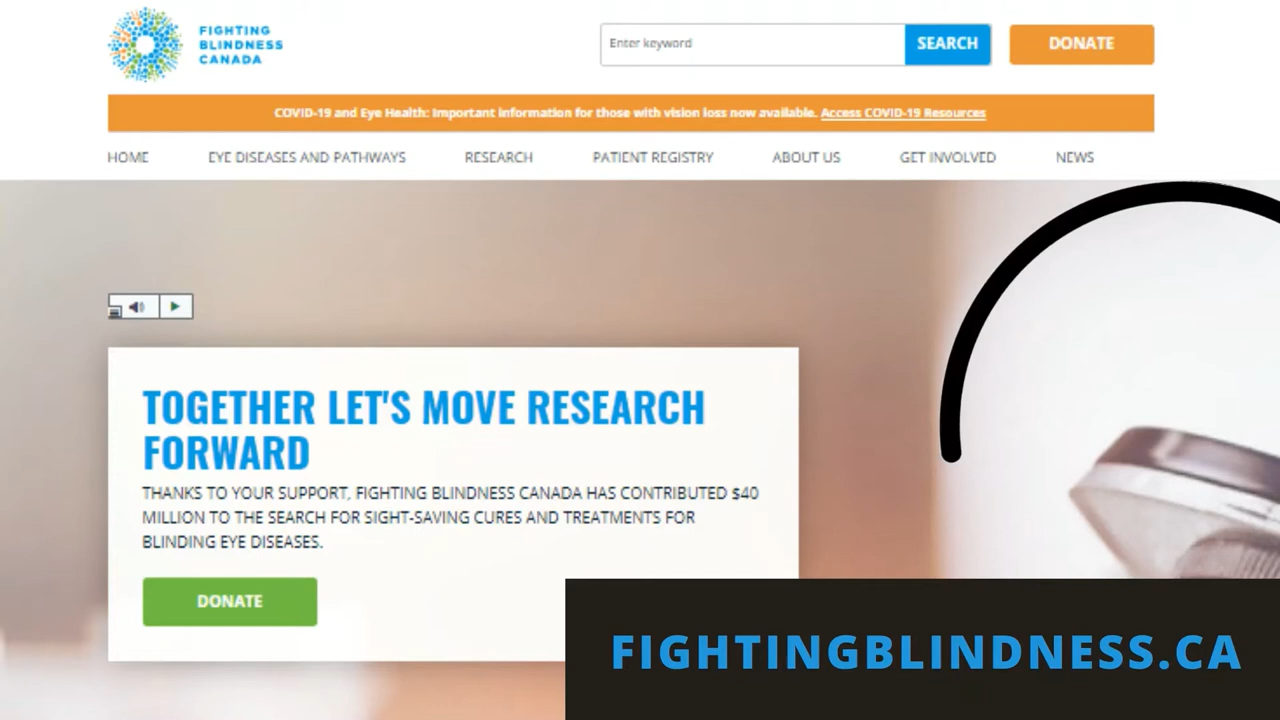 FIGHTING
BLINDNESS
CANADA
Enter keyword
SEARCH
DONATE
COVID-19 and Eye Health: Important information for those with vision loss now available. Access COVID-19 Resources
HOME EYE DISEASES AND PATHWAYS RESEARCH PATIENT REGISTRY ABOUT US GET INVOLVED NEWS
TOGETHER LET'S MOVE RESEARCH
FORWARD
THANKS TO YOUR SUPPORT, FIGHTING BLINDNESS CANADA HAS CONTRIBUTED $40
MILLION TO THE SEARCH FOR SIGHT-SAVING CURES AND TREATMENTS FOR
BLINDING EYE DISEASES.
DONATE
FIGHTINGBLINDNESS.CA